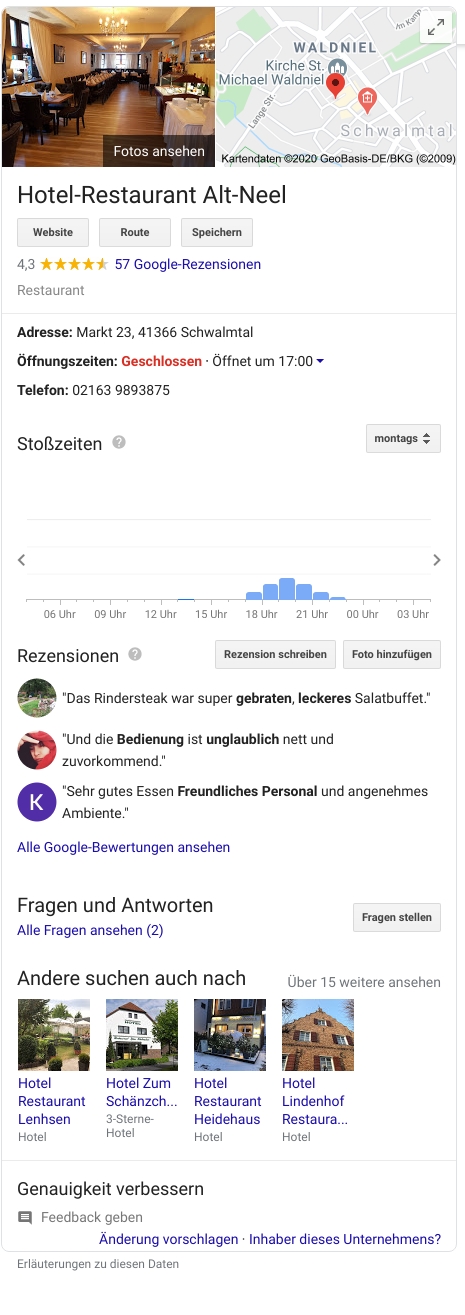 WALDNIEL
Im Kamp
Kirche St.
Michael Waldniel
Lange Str.
Schwalmtal
Fotos ansehen
Kartendaten ©2020 GeoBasis-DE/BKG (©2009)
Hotel-Restaurant Alt-Neel
Website Route Speichern
4,3 57 Google-Rezensionen
Restaurant
Adresse: Markt 23, 41366 Schwalmtal
Öffnungszeiten: Geschlossen · Öffnet um 17:00
Telefon: 02163 9893875
Stoßzeiten ? montags
06 Uhr 09 Uhr 12 Uhr 15 Uhr 18 Uhr 21 Uhr 00 Uhr 03 Uhr
Rezensionen ? Rezension schreiben Foto hinzufügen
"Das Rindersteak war super gebraten, leckeres Salatbuffet."
"Und die Bedienung ist unglaublich nett und
zuvorkommend."
K
"Sehr gutes Essen Freundliches Personal und angenehmes
Ambiente."
Alle Google-Bewertungen ansehen
Fragen und Antworten
Alle Fragen ansehen (2)
Fragen stellen
Andere suchen auch nach
Über 15 weitere ansehen
Hotel
Restaurant
Lenhsen
Hotel
Hotel Zum
Schänzch...
3-Sterne-
Hotel
Hotel
Restaurant
Heidehaus
Hotel
Hotel
Lindenhof
Restaura...
Hotel
Genauigkeit verbessern
Feedback geben
Änderung vorschlagen · Inhaber dieses Unternehmens?
Erläuterungen zu diesen Daten